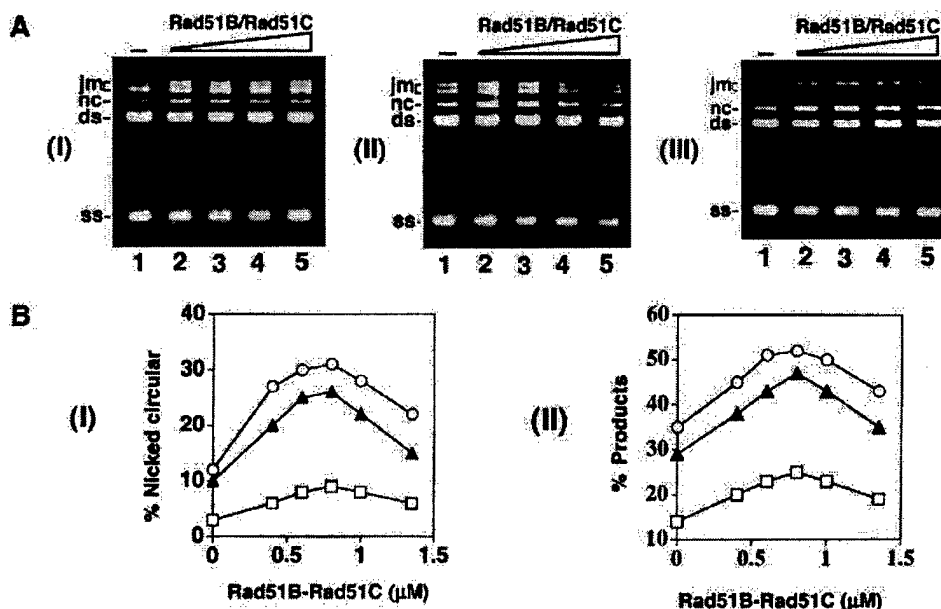 A
Rad51B/Rad51C
Rad51B/Rad51C
Rad51B/Rad51C
–
–
–
(I)
jm
nc-
ds-
ss-
1 2 3 4 5
(II)
jm
nc-
ds-
ss-
1 2 3 4 5
(III)
jm
nc-
ds-
ss-
1 2 3 4 5
B
(I)
% Nicked circular
40
30
20
10
0
0 0.5 1 1.5
Rad51B-Rad51C (μM)
(II)
% Products
60
50
40
30
20
10
0 0.5 1 1.5
Rad51B-Rad51C (μM)